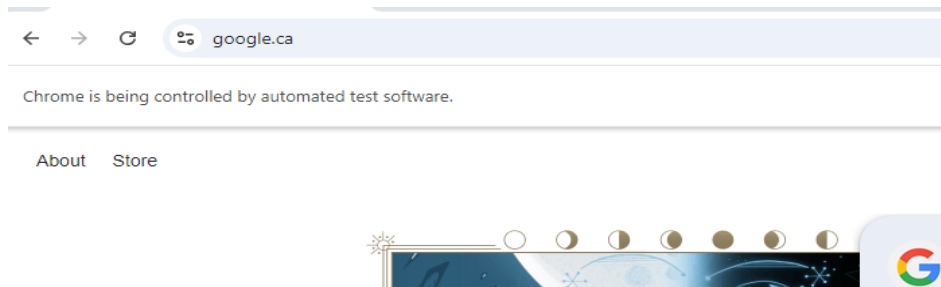 google.ca
Chrome is being controlled by automated test software.
About Store